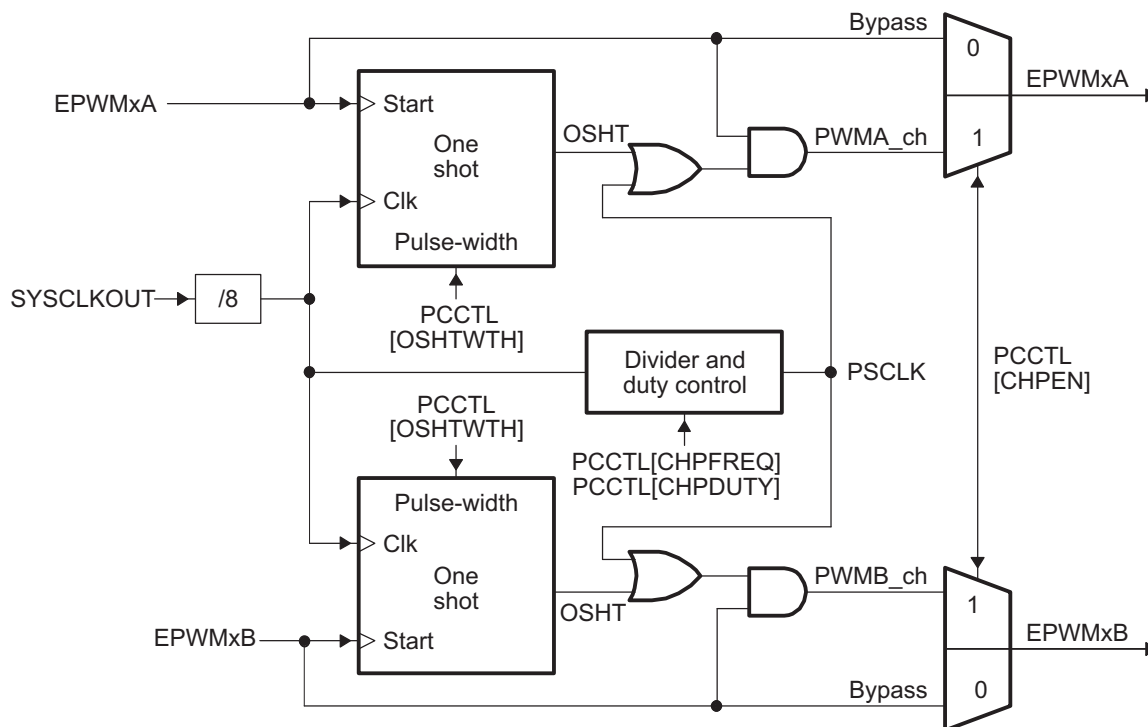 Bypass
0
EPWMxA
Start
EPWMxA
OSHT
One
shot
PWMA_ch
1
Clk
Pulse-width
SYSCLKOUT
/8
PCCTL
[OSHTWTH]
Divider and
duty control
PSCLK
PCCTL
[CHPEN]
PCCTL
[OSHTWTH]
PCCTL[CHPFREQ]
PCCTL[CHPDUTY]
Pulse-width
Clk
One
shot
OSHT
PWMB_ch
1
EPWMxB
Start
EPWMxB
Bypass
0